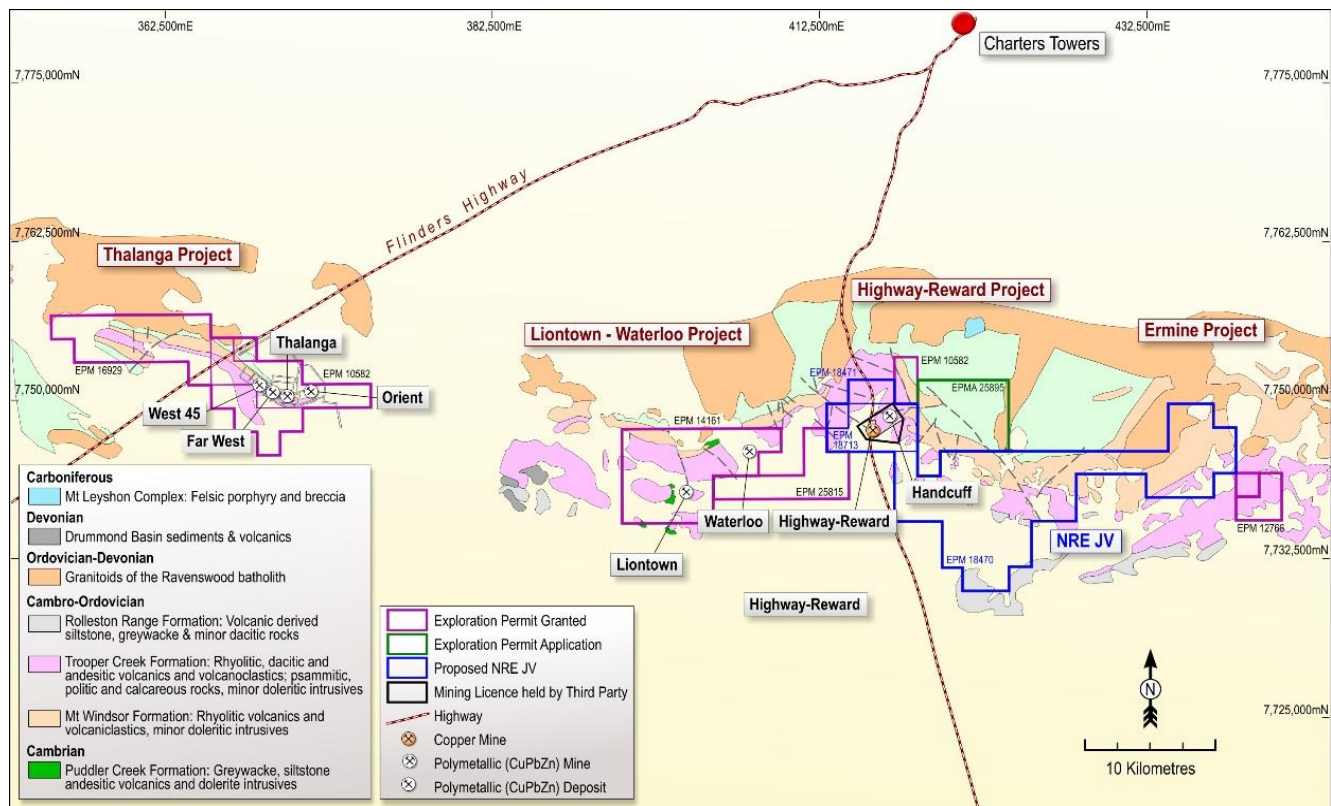 362,500mE
382,500mE
412,500mE
432,500mE
Charters Towers
7,775,000mN
7,775,000mN
Flinders Highway
7,762,500mN
7,762,500mN
Thalanga Project
Highway-Reward Project
Liontown - Waterloo Project
Ermine Project
Thalanga
EPM 16929
EPM 10582
EPM 18471
EPM 10582
EPMA 25895
7,750,000mN
7,750,000mN
West 45
Orient
Far West
EPM 14161
EPM 18713
EPM 25815
Handcuff
Waterloo
Highway-Reward
EPM 12766
Liontown
EPM 18470
NRE JV
7,732,500mN
Highway-Reward
7,725,000mN
N
10 Kilometres
Carboniferous
Mt Leyshon Complex: Felsic porphyry and breccia
Devonian
Drummond Basin sediments & volcanics
Ordovician-Devonian
Granitoids of the Ravenswood batholith
Cambro-Ordovician
Rolleston Range Formation: Volcanic derived
siltstone, greywacke & minor dacitic rocks
Trooper Creek Formation: Rhyolitic, dacitic and
andesitic volcanics and volcanoclastics; psammitic,
politic and calcareous rocks, minor doleritic intrusives
Mt Windsor Formation: Rhyolitic volcanics and
volcaniclastics, minor doleritic intrusives
Cambrian
Puddler Creek Formation: Greywacke, siltstone
andesitic volcanics and dolerite intrusives
Exploration Permit Granted
Exploration Permit Application
Proposed NRE JV
Mining Licence held by Third Party
Highway
Copper Mine
Polymetallic (CuPbZn) Mine
Polymetallic (CuPbZn) Deposit